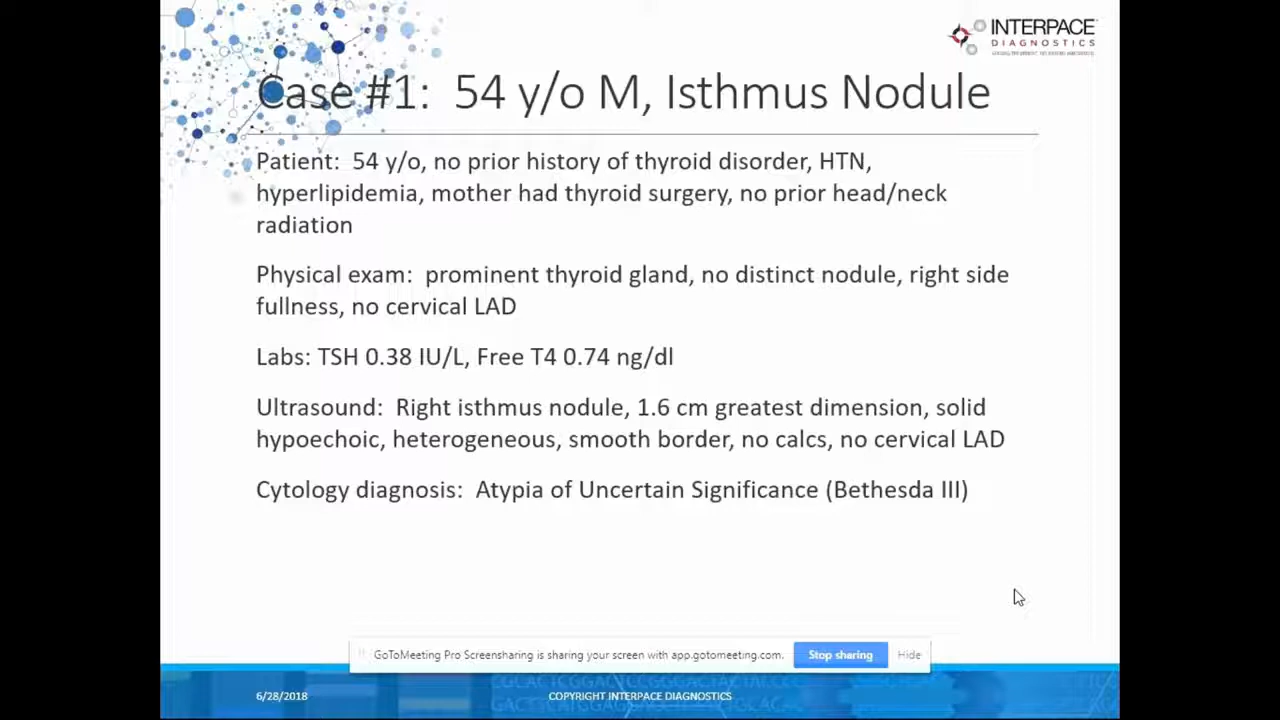 INTERPACE
DIAGNOSTICS
Case #1: 54 y/o M, Isthmus Nodule
Patient: 54 y/o, no prior history of thyroid disorder, HTN,
hyperlipidemia, mother had thyroid surgery, no prior head/neck
radiation
Physical exam: prominent thyroid gland, no distinct nodule, right side
fullness, no cervical LAD
Labs: TSH 0.38 IU/L, Free T4 0.74 ng/dl
Ultrasound: Right isthmus nodule, 1.6 cm greatest dimension, solid
hypoechoic, heterogeneous, smooth border, no calcs, no cervical LAD
Cytology diagnosis: Atypia of Uncertain Significance (Bethesda III)
GoToMeeting Pro Screensharing is sharing your screen with app.gotomeeting.com. Stop sharing Hide
6/28/2018 COPYRIGHT INTERPACE DIAGNOSTICS